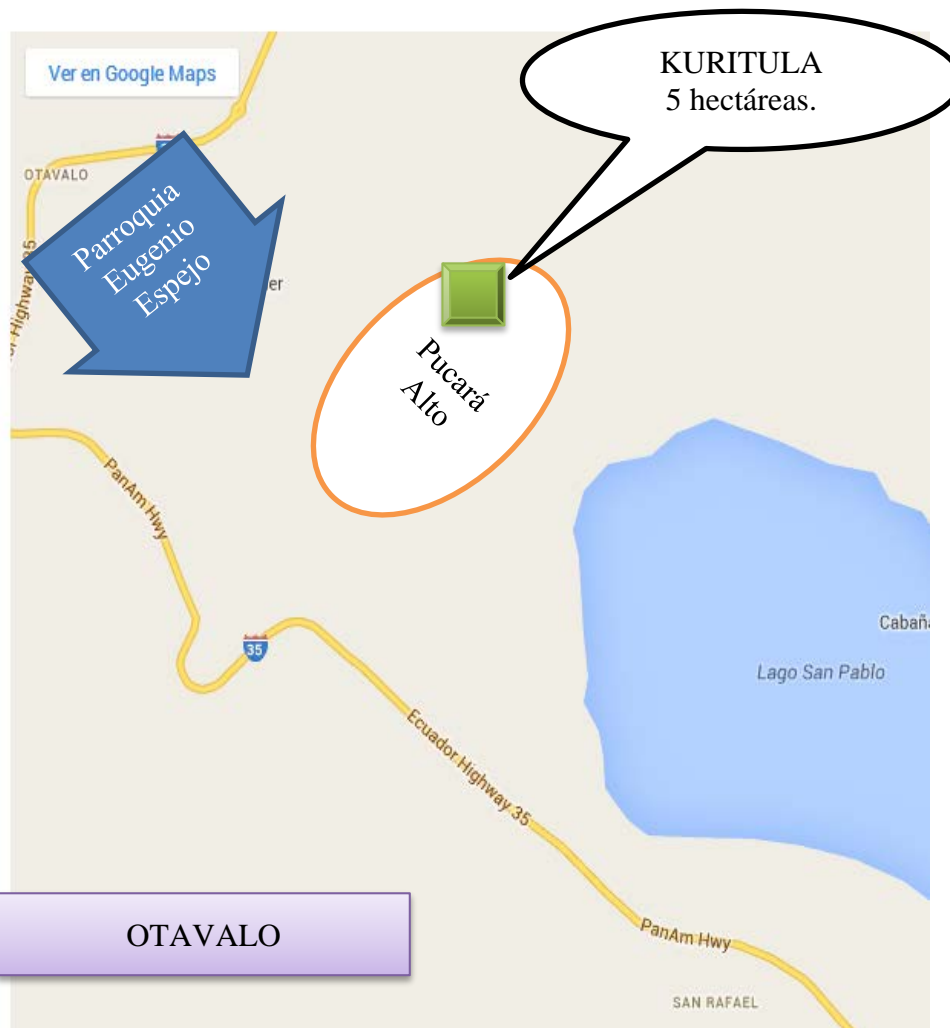 KURITULA
5 hectáreas.
Ver en Google Maps
OTAVALO
Parroquia
Eugenio
Espejo
Highway 35
er
Pucará
Alto
PanAm Hwy
35
Cabaña
Lago San Pablo
Ecuador Highway 35
OTAVALO
PanAm Hwy
SAN RAFAEL